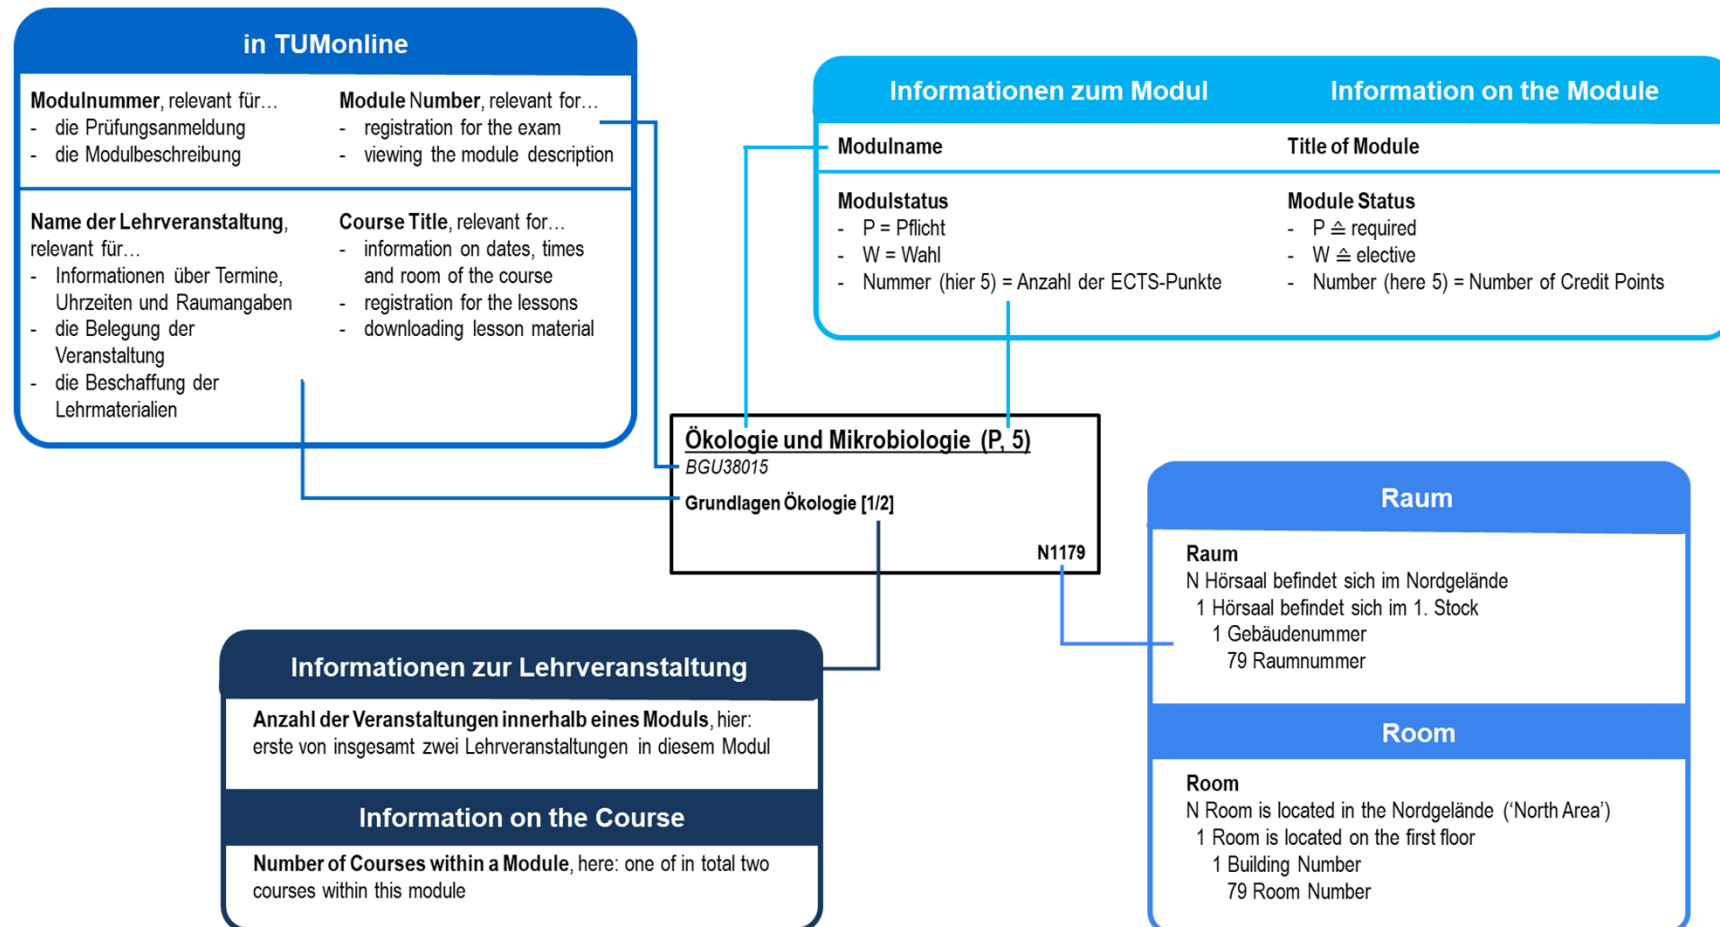 in TUMonline
Modulnummer, relevant für…
- die Prüfungsanmeldung
- die Modulbeschreibung
Module Number, relevant for…
- registration for the exam
- viewing the module description
Name der Lehrveranstaltung,
relevant für…
- Informationen über Termine,
Uhrzeiten und Raumangaben
- die Belegung der
Veranstaltung
- die Beschaffung der
Lehrmaterialien
Course Title, relevant for…
- information on dates, times
and room of the course
- registration for the lessons
- downloading lesson material
Informationen zum Modul
Information on the Module
Modulname
Title of Module
Modulstatus
- P = Pflicht
- W = Wahl
- Nummer (hier 5) = Anzahl der ECTS-Punkte
Module Status
- P ≙ required
- W ≙ elective
- Number (here 5) = Number of Credit Points
Ökologie und Mikrobiologie (P, 5)
BGU38015
Grundlagen Ökologie [1/2]
N1179
Informationen zur Lehrveranstaltung
Anzahl der Veranstaltungen innerhalb eines Moduls, hier:
erste von insgesamt zwei Lehrveranstaltungen in diesem Modul
Information on the Course
Number of Courses within a Module, here: one of in total two
courses within this module
Raum
Raum
N Hörsaal befindet sich im Nordgelände
1 Hörsaal befindet sich im 1. Stock
1 Gebäudenummer
79 Raumnummer
Room
Room
N Room is located in the Nordgelände (‘North Area’)
1 Room is located on the first floor
1 Building Number
79 Room Number